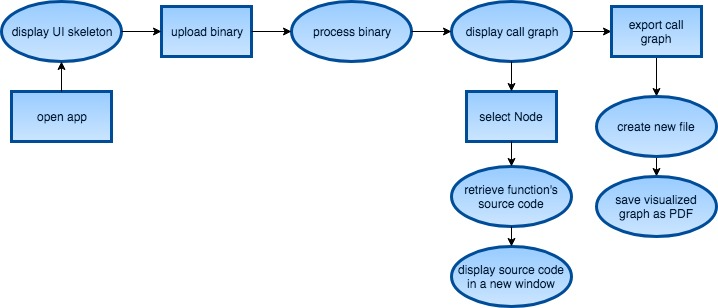 display UI skeleton
upload binary
process binary
display call graph
export call
graph
open app
select Node
create new file
retrieve function's
source code
save visualized
graph as PDF
display source code
in a new window